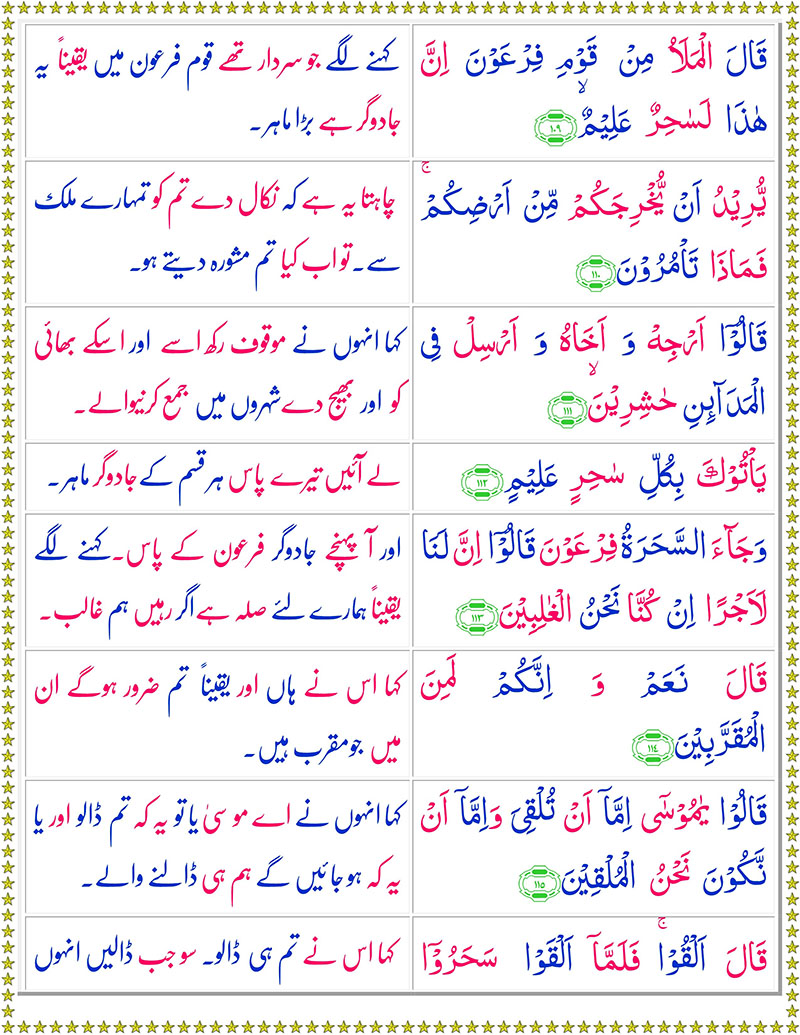 قَالَ الْمَلَاُ مِنْ قَوْمِ فِرْعَوْنَ اِنَّ
هٰذَا لَسٰحِرٌ عَلِيْمٌۙ ﴿۱۰۹﴾
کہنے لگے جو سردار تھے قوم فرعون میں یقیناً یہ
جادوگر ہے بڑا ماہر۔
يُّرِيْدُ اَنْ يُّخْرِجَكُمْ مِّنْ اَرْضِكُمْۚ
فَمَاذَا تَاْمُرُوْنَ ﴿۱۱۰﴾
چاہتا یہ ہے کہ نکال دے تم کو تمہارے ملک
سے۔ تو اب کیا تم مشورہ دیتے ہو۔
قَالُوْۤا اَرْجِهْ وَ اَخَاهُ وَ اَرْسِلْ فِى
الْمَدَآئِنِ حٰشِرِيْنَۙ ﴿۱۱۱﴾
کہا انہوں نے موقوف رکھ اسے اور اسکے بھائی
کو اور بھیج دے شہروں میں جمع کرنیوالے۔
يَاْتُوْكَ بِكُلِّ سٰحِرٍ عَلِيْمٍ ﴿۱۱۲﴾
لے آئیں تیرے پاس ہر قسم کے جادوگر ماہر۔
وَجَآءَ السَّحَرَةُ فِرْعَوْنَ قَالُوْۤا اِنَّ لَنَا
لَاَجْرًا اِنْ كُنَّا نَحْنُ الْغٰلِبِيْنَ ﴿۱۱۳﴾
اور آ پہنچے جادوگر فرعون کے پاس۔ کہنے لگے
یقیناً ہمارے لئے صلہ ہے اگر رہیں ہم غالب۔
قَالَ نَعَمْ وَ اِنَّكُمْ لَمِنَ
الْمُقَرَّبِيْنَ ﴿۱۱٤﴾
کہا اس نے ہاں اور یقیناً تم ضرور ہوگے ان
میں جو مقرب ہیں۔
قَالُوْا يٰمُوْسٰٓى اِمَّاۤ اَنْ تُلْقِىَ وَاِمَّاۤ اَنْ
نَّكُوْنَ نَحْنُ الْمُلْقِيْنَ ﴿۱۱۵﴾
کہا انہوں نے اے موسیٰ یا تو یہ کہ تم ڈالو اور یا
یہ کہ ہو جائیں گے ہم ہی ڈالنے والے۔
قَالَ اَلْقُوْاۚ فَلَمَّاۤ اَلْقَوْا سَحَرُوْۤا
کہا اس نے تم ہی ڈالو۔ سو جب ڈالیں انہوں